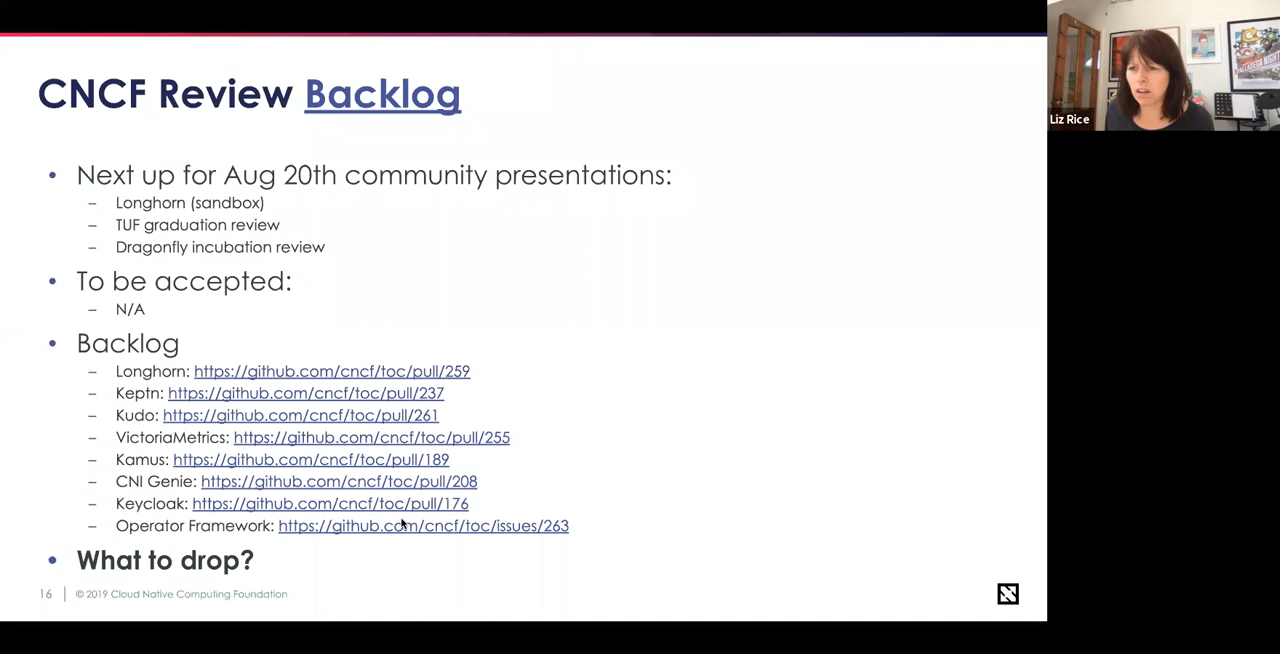 CNCF Review Backlog
• Next up for Aug 20th community presentations:
– Longhorn (sandbox)
– TUF graduation review
– Dragonfly incubation review
• To be accepted:
– N/A
• Backlog
– Longhorn: https://github.com/cncf/toc/pull/259
– Keptn: https://github.com/cncf/toc/pull/237
– Kudo: https://github.com/cncf/toc/pull/261
– VictoriaMetrics: https://github.com/cncf/toc/pull/255
– Kamus: https://github.com/cncf/toc/pull/189
– CNI Genie: https://github.com/cncf/toc/pull/208
– Keycloak: https://github.com/cncf/toc/pull/176
– Operator Framework: https://github.com/cncf/toc/issues/263
• What to drop?
16 | © 2019 Cloud Native Computing Foundation
Liz Rice